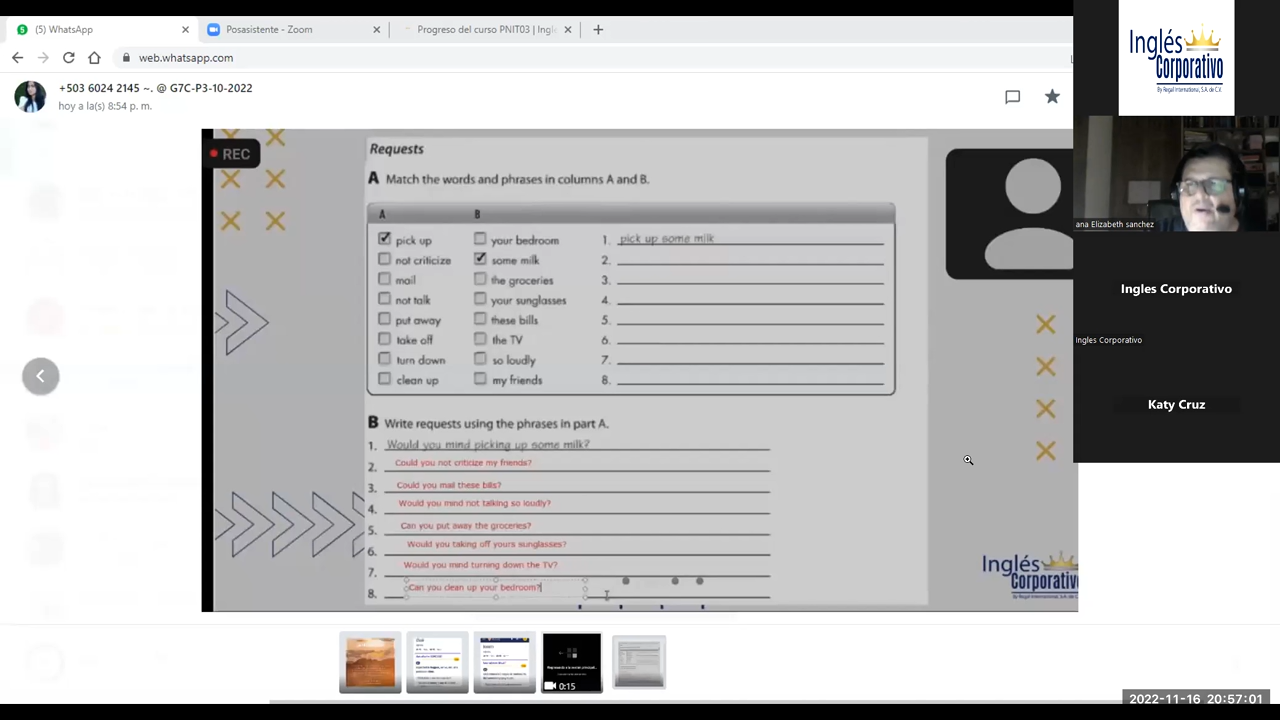 (5) WhatsApp
Posasistente - Zoom
Progreso del curso PNIT03 | Ingl
web.whatsapp.com
+503 6024 2145 ~. @ G7C-P3-10-2022
hoy a la(s) 8:54 p. m.
REC
Requests
A Match the words and phrases in columns A and B.
A B
pick up your bedroom 1. pick up some milk
not criticize some milk 2.
mail the groceries 3.
not talk your sunglasses 4.
put away these bills 5.
take off the TV 6.
turn down so loudly 7.
clean up my friends 8.
B Write requests using the phrases in part A.
1. Would you mind picking up some milk?
2. Could you not criticize my friends?
3. Could you mail these bills?
4. Would you mind not talking so loudly?
5. Can you put away the groceries?
6. Would you taking off yours sunglasses?
7. Would you mind turning down the TV?
8. Can you clean up your bedroom?
Inglés
Corporativo
0:15
Inglés
Corporativo
By Regal International, S.A. de C.V.
ana Elizabeth sanchez
Ingles Corporativo
Ingles Corporativo
Katy Cruz
2022-11-16 20:57:01